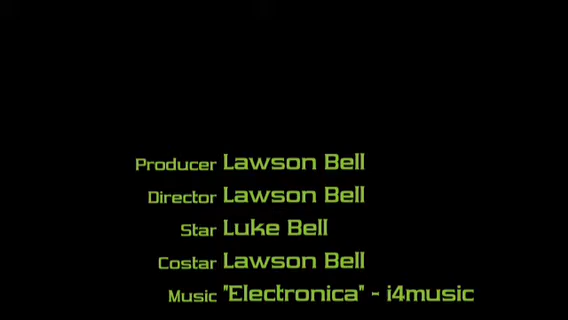 Producer Lawson Bell
Director Lawson Bell
Star Luke Bell
Costar Lawson Bell
Music "Electronica" - i4music